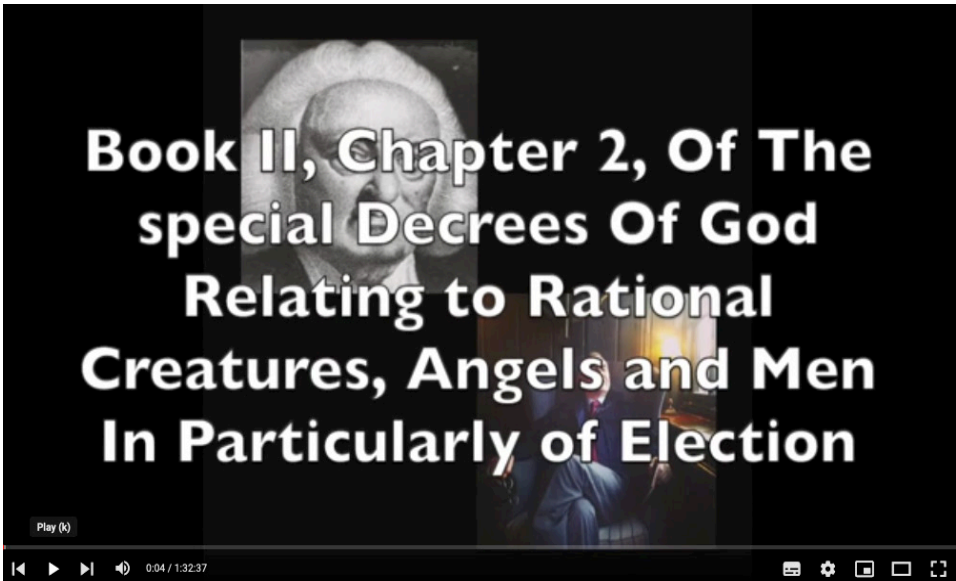 Book II, Chapter 2, Of The
special Decrees Of God
Relating to Rational
Creatures, Angels and Men
In Particularly of Election
Play (k)
0:04 / 1:32:37